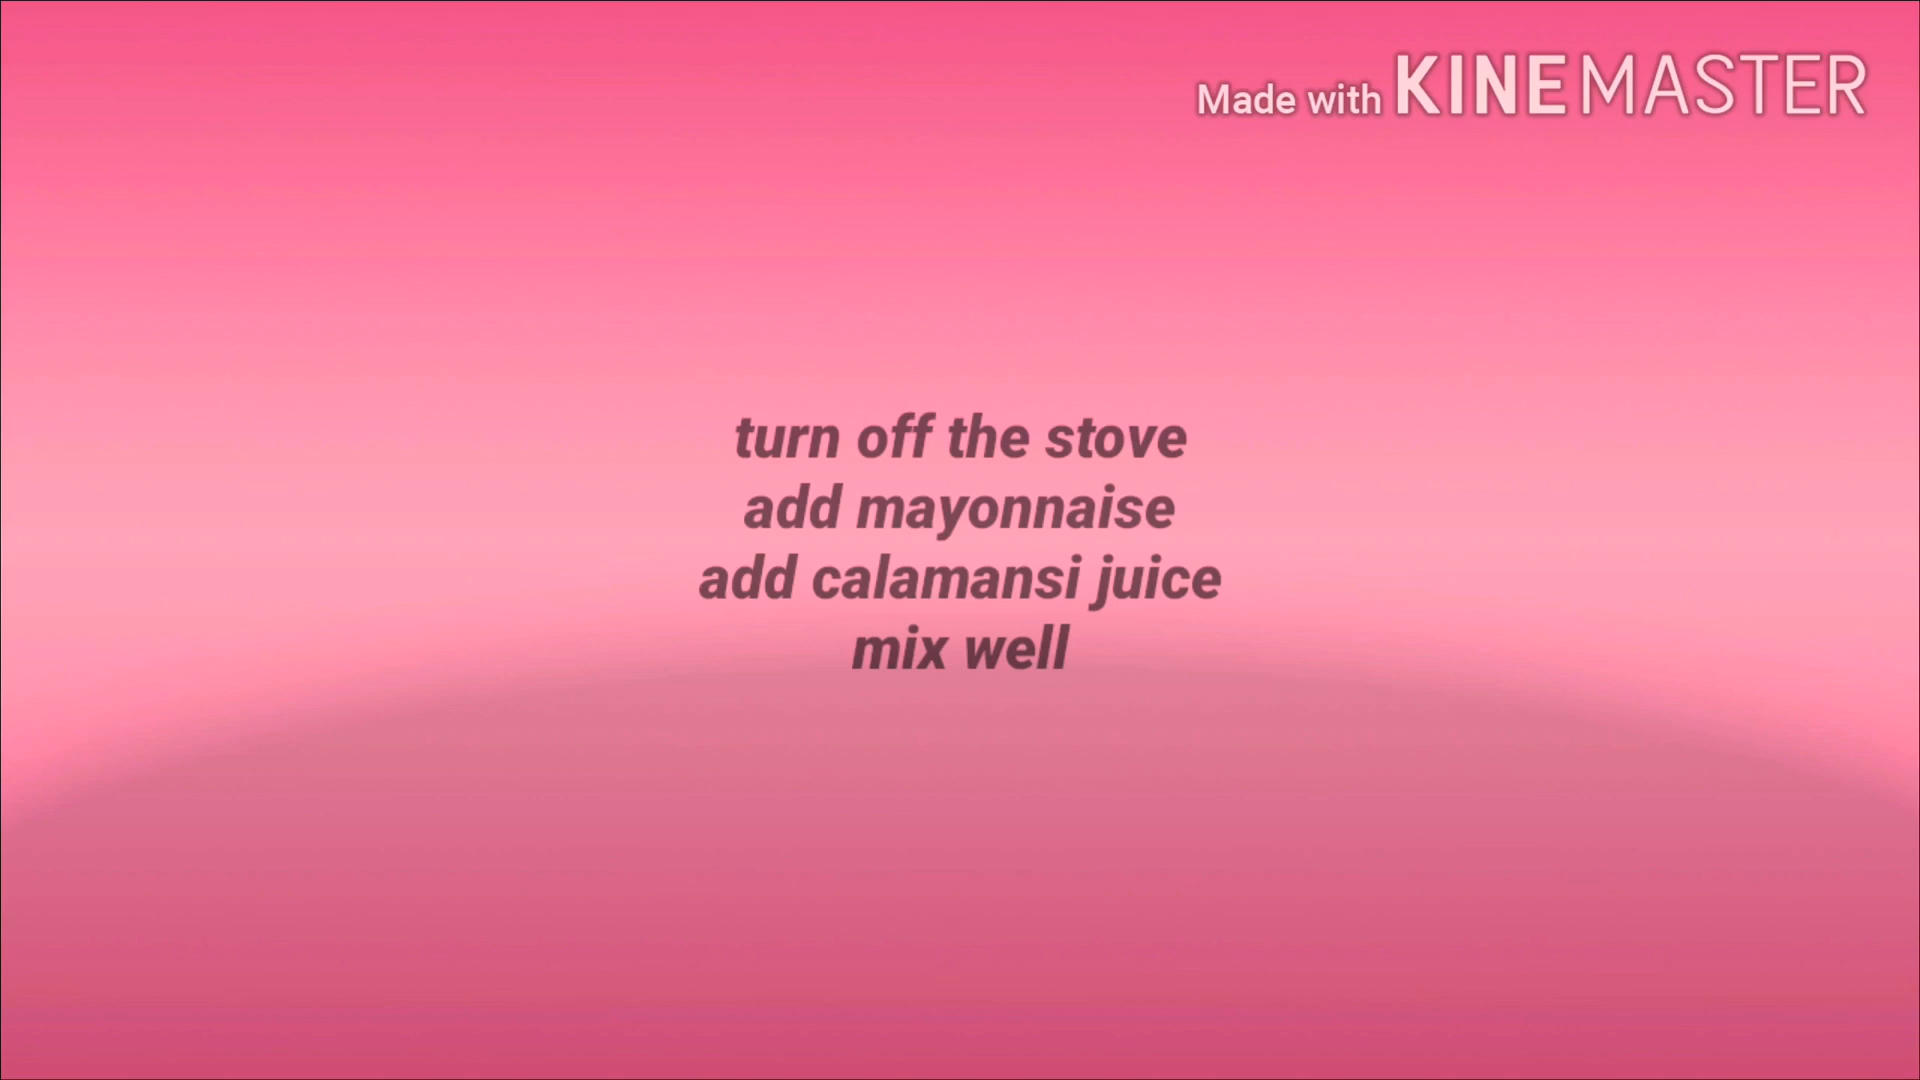 Made with KINEMASTER
turn off the stove
add mayonnaise
add calamansi juice
mix well